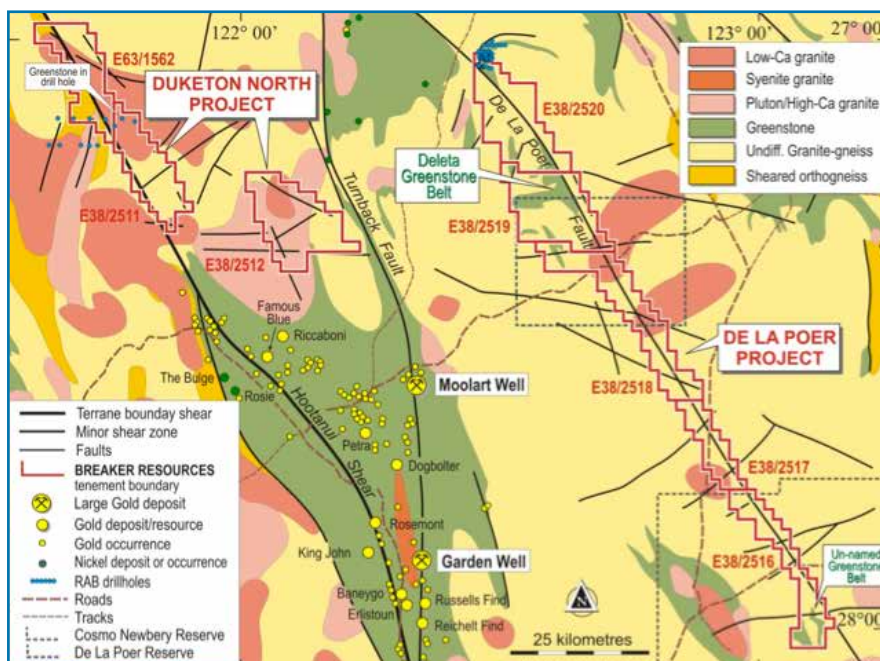 122 00'
123 00'
27° 00'
E63/1562
Greenstone in
drill hole
DUKETON NORTH
PROJECT
E38/2511
E38/2512
Turnback Fault
De La Poer
Fault
E38/2520
Deleta
Greenstone
Belt
E38/2519
Low-Ca granite
Syenite granite
Pluton/High-Ca granite
Greenstone
Undiff. Granite-gneiss
Sheared orthogneiss
Famous
Blue
Riccaboni
The Bulge
Rosie
Hootanui
Shear
Moolart Well
Petra
Dogbolter
Rosemont
King John
Garden Well
Baneygo
Erlistoun
Russells Find
Reichelt Find
DE LA POER
PROJECT
E38/2518
E38/2517
E38/2516
Un-named
Greenstone
Belt
28° 00'
N
25 kilometres
Terrane bounday shear
Minor shear zone
Faults
BREAKER RESOURCES
tenement boundary
Large Gold deposit
Gold deposit/resource
Gold occurrence
Nickel deposit or occurrence
RAB drillholes
Roads
Tracks
Cosmo Newbery Reserve
De La Poer Reserve